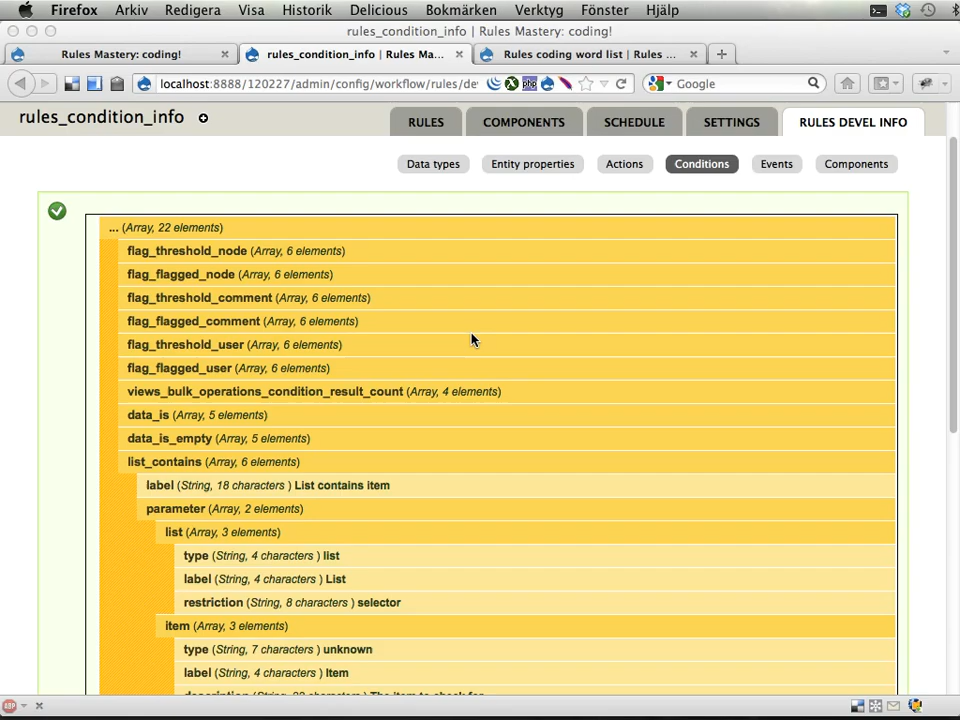 Firefox Arkiv Redigera Visa Historik Delicious Bokmärken Verktyg Fönster Hjälp
rules_condition_info | Rules Mastery: coding!
Rules Mastery: coding! rules_condition_info | Rules Ma... Rules coding word list | Rules ...
localhost:8888/120227/admin/config/workflow/rules/de php Google
rules_condition_info RULES COMPONENTS SCHEDULE SETTINGS RULES DEVEL INFO
Data types Entity properties Actions Conditions Events Components
... (Array, 22 elements)
flag_threshold_node (Array, 6 elements)
flag_flagged_node (Array, 6 elements)
flag_threshold_comment (Array, 6 elements)
flag_flagged_comment (Array, 6 elements)
flag_threshold_user (Array, 6 elements)
flag_flagged_user (Array, 6 elements)
views_bulk_operations_condition_result_count (Array, 4 elements)
data_is (Array, 5 elements)
data_is_empty (Array, 5 elements)
list_contains (Array, 6 elements)
label (String, 18 characters ) List contains item
parameter (Array, 2 elements)
list (Array, 3 elements)
type (String, 4 characters ) list
label (String, 4 characters ) List
restriction (String, 8 characters ) selector
item (Array, 3 elements)
type (String, 7 characters ) unknown
label (String, 4 characters ) Item
ABP